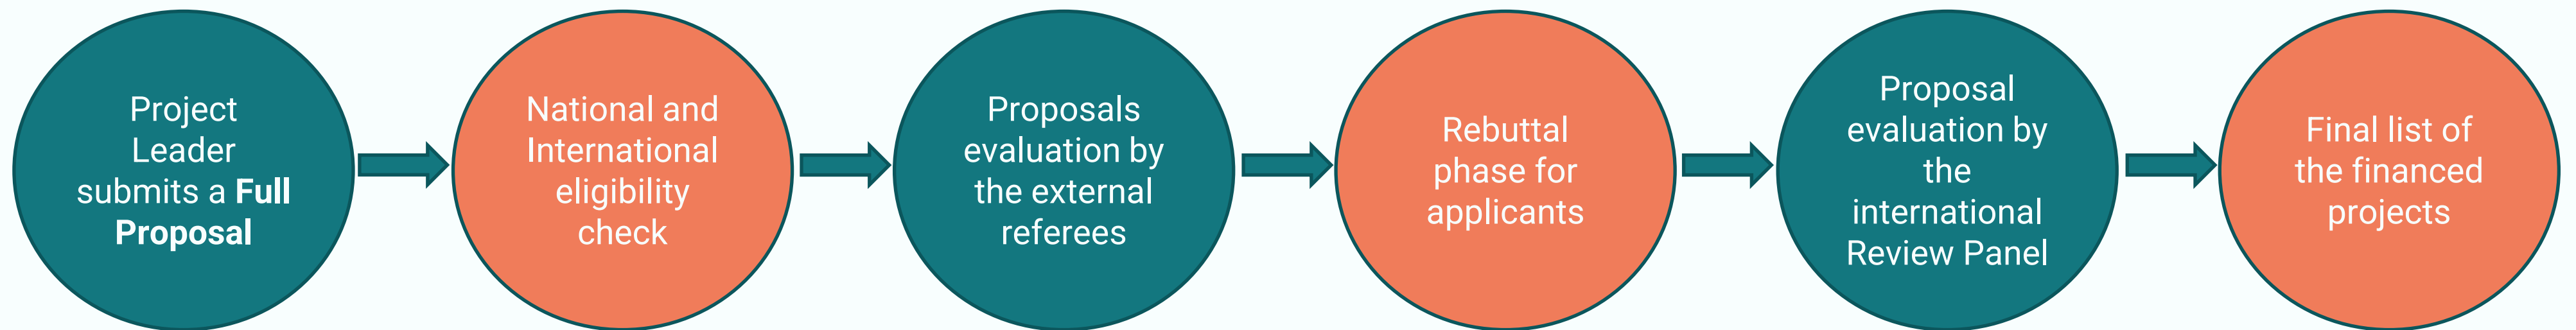 Project
Leader
submits a Full
Proposal
National and
International
eligibility
check
Proposals
evaluation by
the external
referees
Rebuttal
phase for
applicants
Proposal
evaluation by
the
international
Review Panel
Final list of
the financed
projects